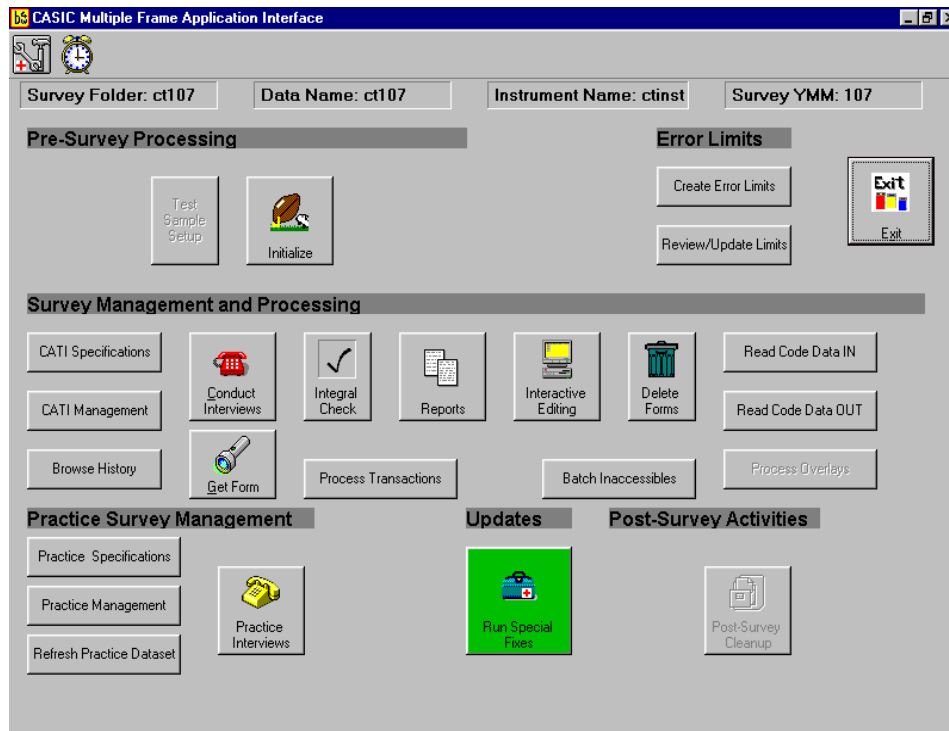 CASIC Multiple Frame Application Interface
Survey Folder: ct107
Data Name: ct107
Instrument Name: ctinst
Survey YMM: 107
Pre-Survey Processing
Error Limits
Test
Sample
Setup
Initialize
Create Error Limits
Review/Update Limits
Exit
Exit
Survey Management and Processing
CATI Specifications
CATI Management
Browse History
Conduct
Interviews
Get Form
Integral
Check
Reports
Process Transactions
Interactive
Editing
Delete
Forms
Batch Inaccessibles
Read Code Data IN
Read Code Data OUT
Process Overlays
Practice Survey Management
Updates
Post-Survey Activities
Practice Specifications
Practice Management
Refresh Practice Dataset
Practice
Interviews
Run Special
Fixes
Post-Survey
Cleanup